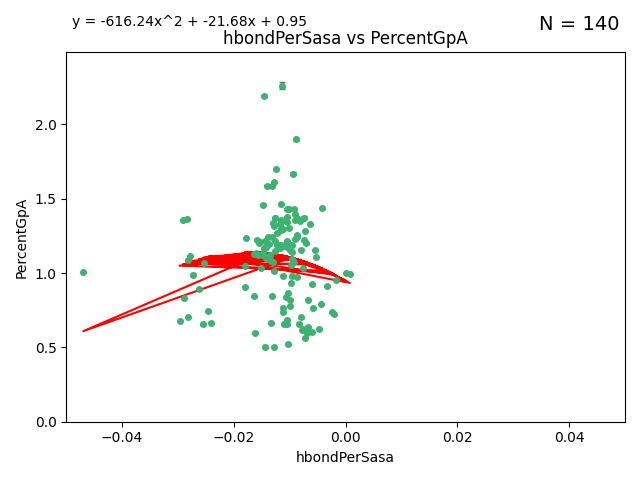 y = -616.24x^2 + -21.68x + 0.95
N = 140
hbondPerSasa vs PercentGpA
PercentGpA
2.0
1.5
1.0
0.5
0.0
−0.04 −0.02 0.00 0.02 0.04
hbondPerSasa